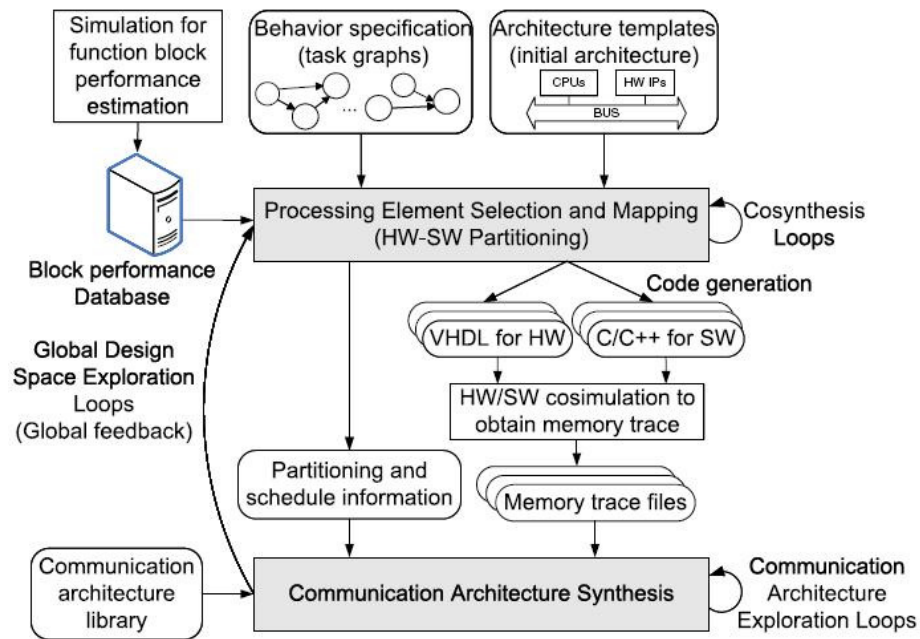 Simulation for
function block
performance
estimation
Behavior specification
(task graphs)
...
Architecture templates
(initial architecture)
CPUs
HW IPs
BUS
Block performance
Database
Processing Element Selection and Mapping
(HW-SW Partitioning)
Cosynthesis
Loops
Code generation
VHDL for HW
C/C++ for SW
Global Design
Space Exploration
Loops
(Global feedback)
HW/SW cosimulation to
obtain memory trace
Partitioning and
schedule information
Memory trace files
Communication
architecture
library
Communication Architecture Synthesis
Communication
Architecture
Exploration Loops